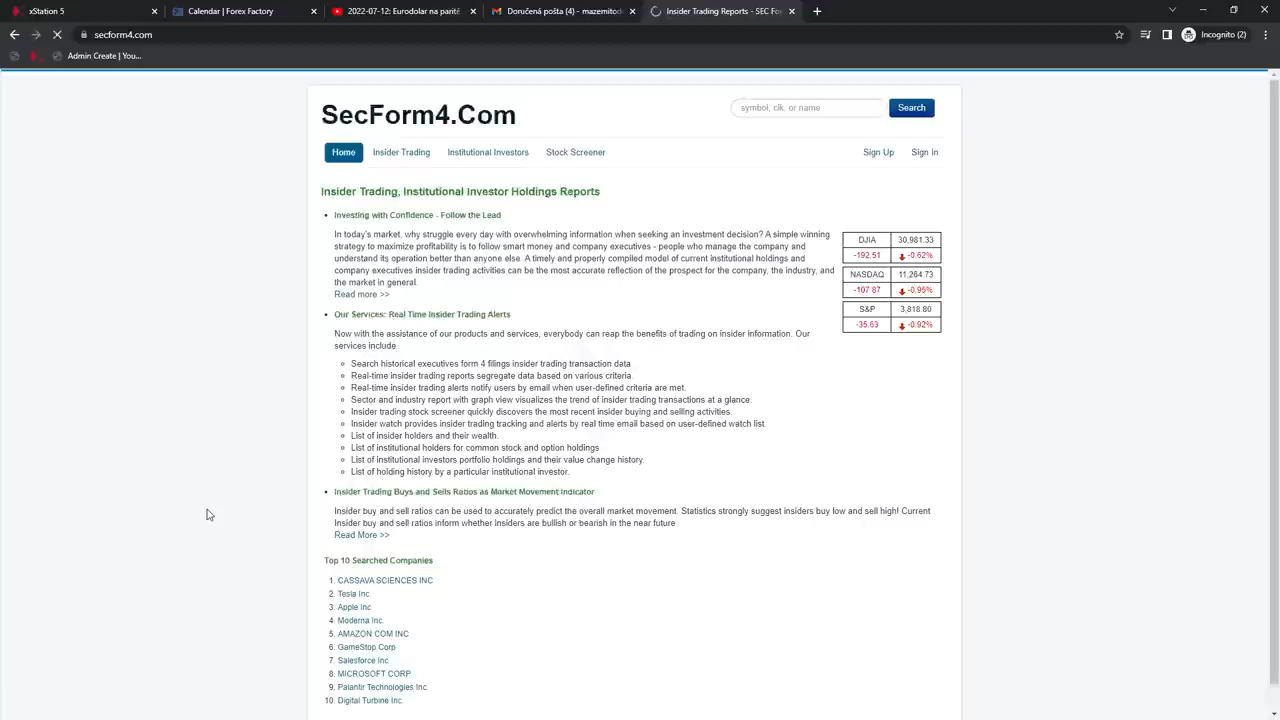 xStation 5
Calendar | Forex Factory
2022-07-12: Eurodolar na parité
Doručená pošta (4) - mazemitodo
Insider Trading Reports - SEC Fo
secform4.com
Incognito (2)
Admin Create | You...
SecForm4.Com
symbol, cik, or name
Search
Home
Insider Trading
Institutional Investors
Stock Screener
Sign Up
Sign In
Insider Trading, Institutional Investor Holdings Reports
Investing with Confidence - Follow the Lead
In today's market, why struggle every day with overwhelming information when seeking an investment decision? A simple winning
strategy to maximize profitability is to follow smart money and company executives - people who manage the company and
understand its operation better than anyone else. A timely and properly compiled model of current institutional holdings and
company executives insider trading activities can be the most accurate reflection of the prospect for the company, the industry, and
the market in general.
Read more >>
DJIA 30,981.33
-192.51 -0.62%
NASDAQ 11,264.73
-107.87 -0.95%
S&P 3,818.80
-35.63 -0.92%
Our Services: Real Time Insider Trading Alerts
Now with the assistance of our products and services, everybody can reap the benefits of trading on insider information. Our
services include.
Search historical executives form 4 filings insider trading transaction data
Real-time insider trading reports segregate data based on various criteria.
Real-time insider trading alerts notify users by email when user-defined criteria are met.
Sector and industry report with graph view visualizes the trend of insider trading transactions at a glance.
Insider trading stock screener quickly discovers the most recent insider buying and selling activities.
Insider watch provides insider trading tracking and alerts by real time email based on user-defined watch list.
List of insider holders and their wealth.
List of institutional holders for common stock and option holdings
List of institutional investors portfolio holdings and their value change history.
List of holding history by a particular institutional investor.
Insider Trading Buys and Sells Ratios as Market Movement Indicator
Insider buy and sell ratios can be used to accurately predict the overall market movement. Statistics strongly suggest insiders buy low and sell high! Current
Insider buy and sell ratios inform whether insiders are bullish or bearish in the near future
Read More >>
Top 10 Searched Companies
1. CASSAVA SCIENCES INC
2. Tesla Inc.
3. Apple Inc
4. Moderna Inc.
5. AMAZON COM INC
6. GameStop Corp
7. Salesforce Inc.
8. MICROSOFT CORP
9. Palantir Technologies Inc.
10. Digital Turbine Inc.